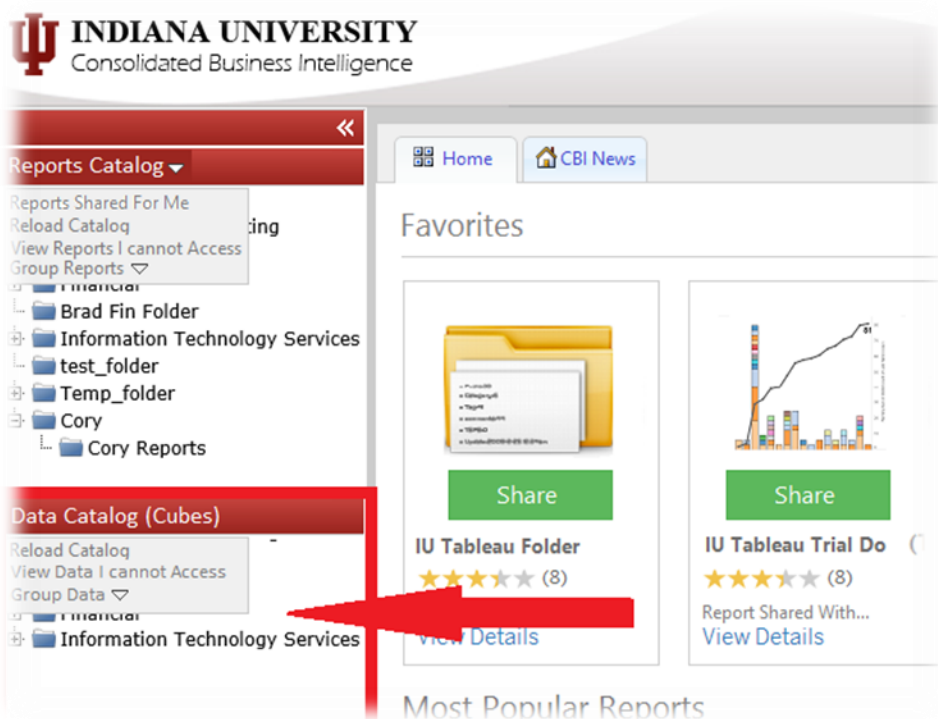 INDIANA UNIVERSITY
Consolidated Business Intelligence
Reports Catalog
Reports Shared For Me
Reload Catalog
ting
View Reports I cannot Access
Group Reports
Financial
Brad Fin Folder
Information Technology Services
test_folder
Temp_folder
Cory
Cory Reports
Data Catalog (Cubes)
Reload Catalog
View Data I cannot Access
Group Data
Financial
Information Technology Services
Home
CBI News
Favorites
Share
IU Tableau Folder
(8)
View Details
Share
IU Tableau Trial Do
(8)
Report Shared With...
View Details
Most Popular Reports